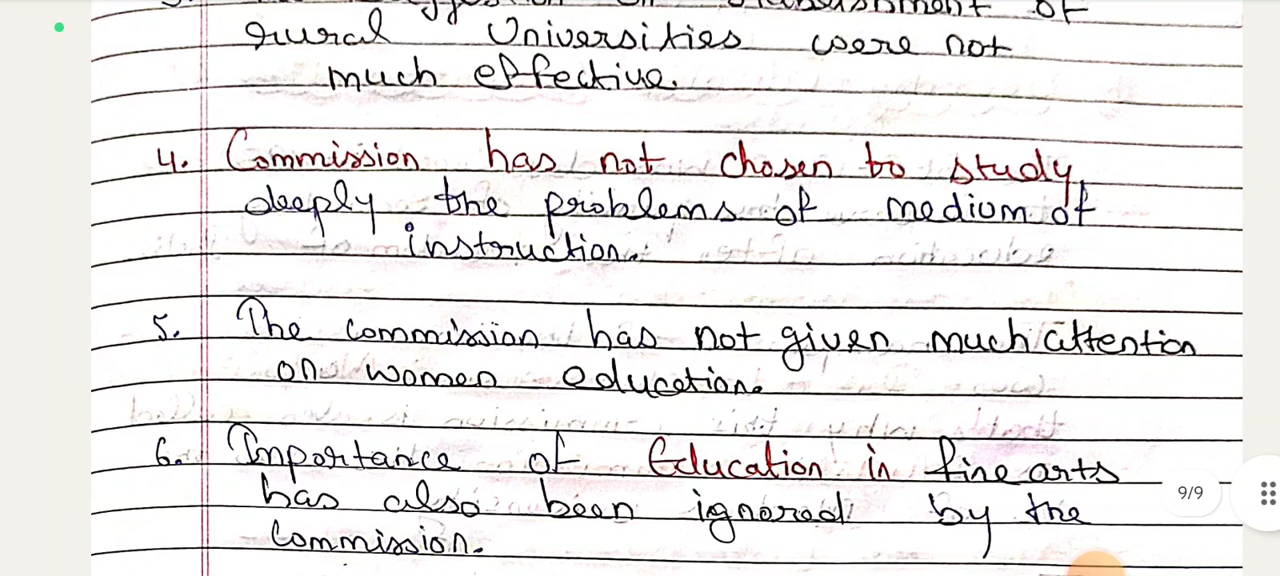 of
rural Universities were not
much effective.
4. Commission has not chosen to study,
deeply the problems of medium of
instruction.
5. The commission has not given much attention
on women education.
6. Importance of Education in fine arts
has also been ignored by the
Commission.
9/9